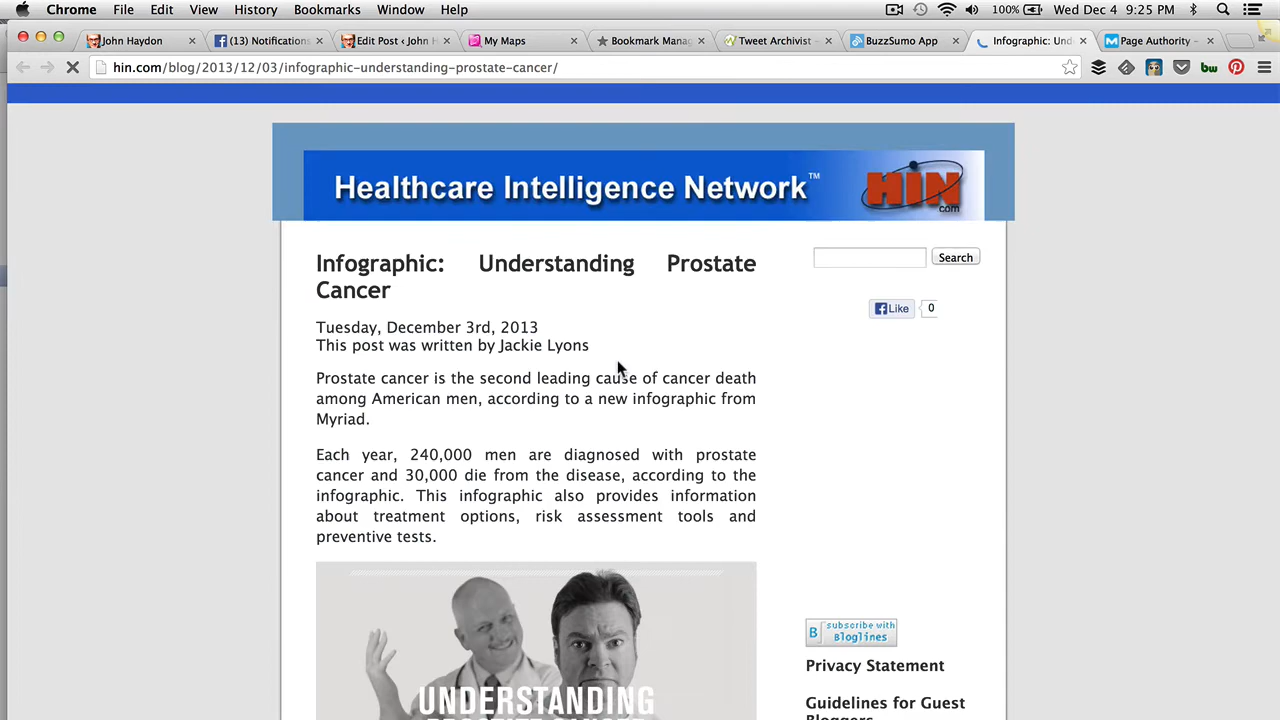 Chrome File Edit View History Bookmarks Window Help 100% Wed Dec 4 9:25 PM
John Haydon (13) Notifications Edit Post ‹ John H My Maps Bookmark Mana Tweet Archivist - BuzzSumo App Infographic: Und Page Authority -
hin.com/blog/2013/12/03/infographic-understanding-prostate-cancer/ bw
Healthcare Intelligence Network™ HIN
com
Infographic: Understanding Prostate
Cancer
Search
Like 0
Tuesday, December 3rd, 2013
This post was written by Jackie Lyons
Prostate cancer is the second leading cause of cancer death
among American men, according to a new infographic from
Myriad.
Each year, 240,000 men are diagnosed with prostate
cancer and 30,000 die from the disease, according to the
infographic. This infographic also provides information
about treatment options, risk assessment tools and
preventive tests.
B subscribe with
Bloglines
Privacy Statement
Guidelines for Guest
Bloggers
UNDERSTANDING
PROSTATE CANCER